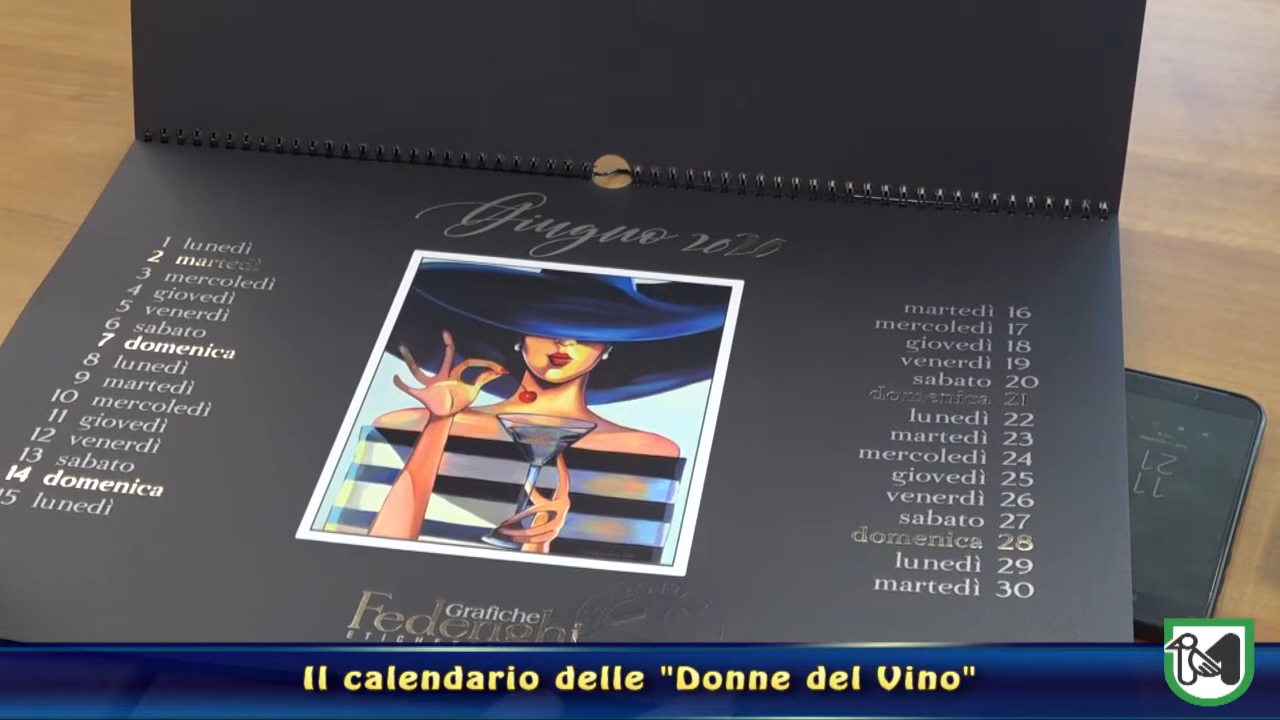 Giugno 2026
1 lunedì
2 martedì
3 mercoledì
4 giovedì
5 venerdì
6 sabato
7 domenica
8 lunedì
9 martedì
10 mercoledì
11 giovedì
12 venerdì
13 sabato
14 domenica
15 lunedì
martedì 16
mercoledì 17
giovedì 18
venerdì 19
sabato 20
domenica 21
lunedì 22
martedì 23
mercoledì 24
giovedì 25
venerdì 26
sabato 27
domenica 28
lunedì 29
martedì 30
Grafiche
Federighi
Il calendario delle "Donne del Vino"